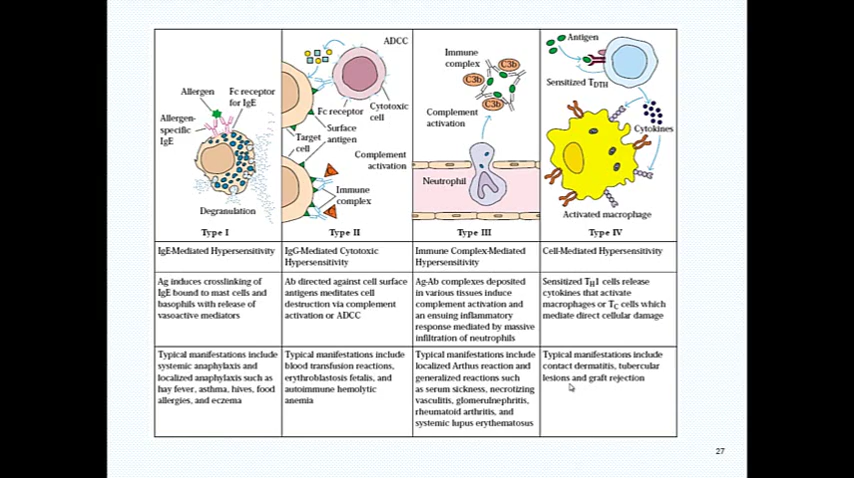 Allergen
Fc receptor
for IgE
Allergen-
specific
IgE
Degranulation
Type I
ADCC
Fc receptor
Cytotoxic
cell
Target
cell
Surface
antigen
Complement
activation
Immune
complex
Type II
Immune
complex
C3b
C3b
C3b
Complement
activation
Neutrophil
Type III
Antigen
Sensitized TDTH
Cytokines
Activated macrophage
Type IV
IgE-Mediated Hypersensitivity
IgG-Mediated Cytotoxic
Hypersensitivity
Immune Complex-Mediated
Hypersensitivity
Cell-Mediated Hypersensitivity
Ag induces crosslinking of
IgE bound to mast cells and
basophils with release of
vasoactive mediators
Ab directed against cell surface
antigens meditates cell
destruction via complement
activation or ADCC
Ag-Ab complexes deposited
in various tissues induce
complement activation and
an ensuing inflammatory
response mediated by massive
infiltration of neutrophils
Sensitized TH1 cells release
cytokines that activate
macrophages or TC cells which
mediate direct cellular damage
Typical manifestations include
systemic anaphylaxis and
localized anaphylaxis such as
hay fever, asthma, hives, food
allergies, and eczema
Typical manifestations include
blood transfusion reactions,
erythroblastosis fetalis, and
autoimmune hemolytic
anemia
Typical manifestations include
localized Arthus reaction and
generalized reactions such
as serum sickness, necrotizing
vasculitis, glomerulnephritis,
rheumatoid arthritis, and
systemic lupus erythematosus
Typical manifestations include
contact dermatitis, tubercular
lesions and graft rejection
27